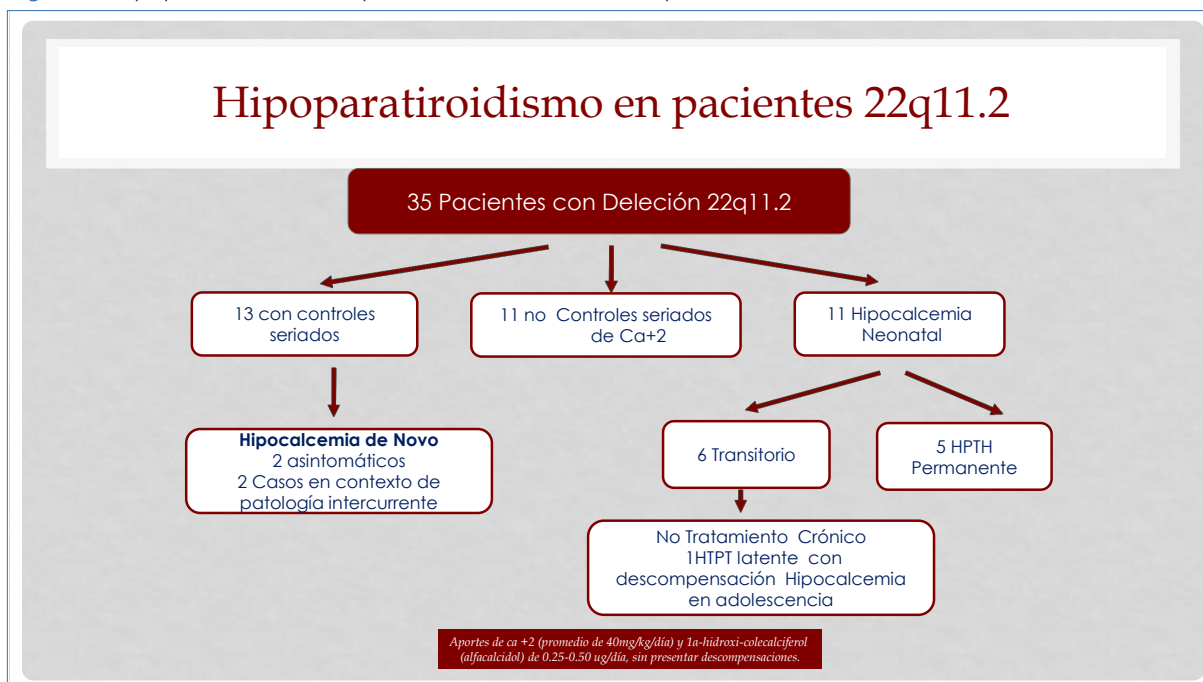 Hipoparatiroidismo en pacientes 22q11.2
35 Pacientes con Deleción 22q11.2
13 con controles
seriados
11 no Controles seriados
de Ca+2
11 Hipocalcemia
Neonatal
Hipocalcemia de Novo
2 asintomáticos
2 Casos en contexto de
patología intercurrente
6 Transitorio
5 HPTH
Permanente
No Tratamiento Crónico
1HTPT latente con
descompensación Hipocalcemia
en adolescencia
Aportes de ca +2 (promedio de 40mg/kg/día) y 1a-hidroxi-colecalciferol
(alfacalcidol) de 0.25-0.50 ug/día, sin presentar descompensaciones.